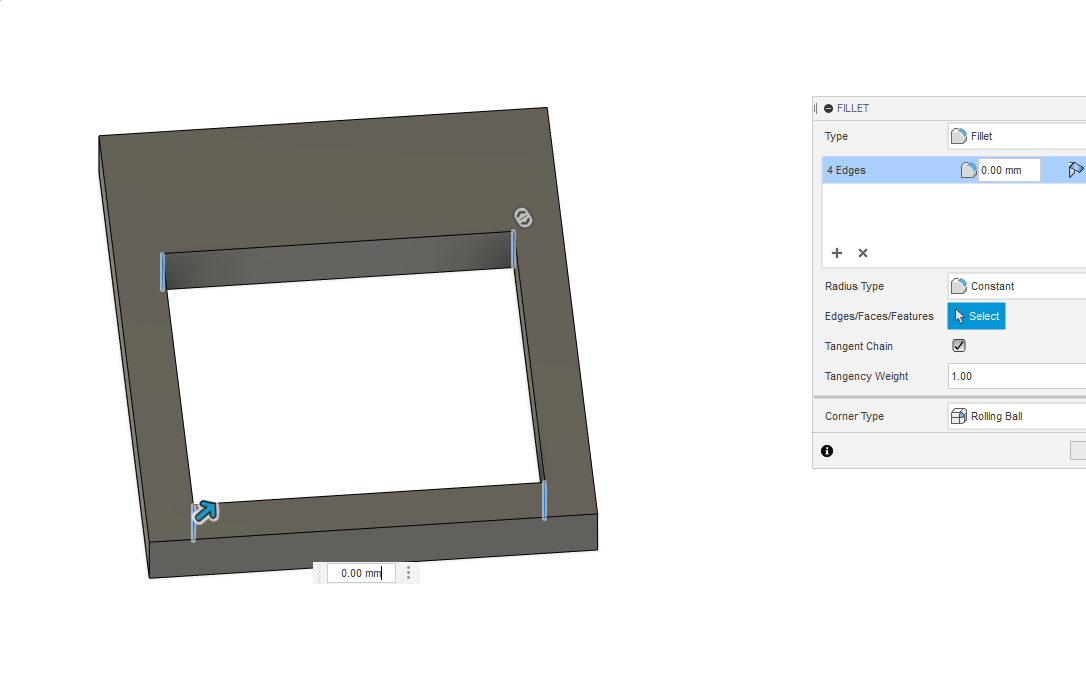 FILLET
Type Fillet
4 Edges 0.00 mm
Radius Type Constant
Edges/Faces/Features Select
Tangent Chain
Tangency Weight 1.00
Corner Type Rolling Ball
0.00 mm